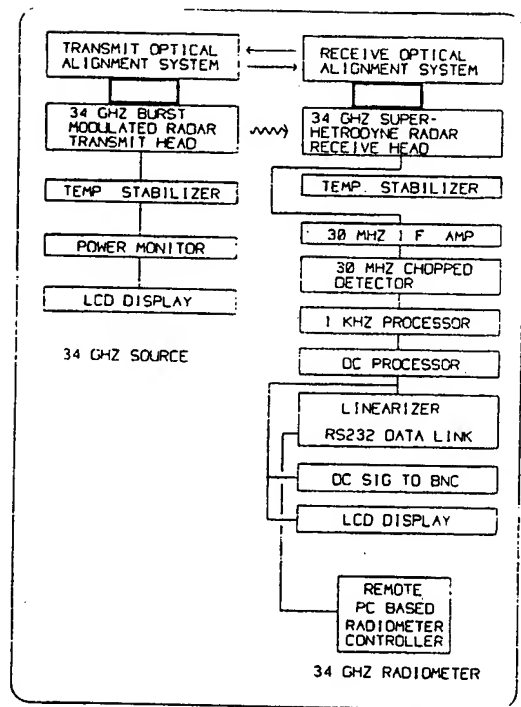 TRANSMIT OPTICAL
ALIGNMENT SYSTEM
34 GHZ BURST
MODULATED RADAR
TRANSMIT HEAD
TEMP STABILIZER
POWER MONITOR
LCD DISPLAY
34 GHZ SOURCE
RECEIVE OPTICAL
ALIGNMENT SYSTEM
34 GHZ SUPER-
HETRODYNE RADAR
RECEIVE HEAD
TEMP. STABILIZER
30 MHZ I F AMP
30 MHZ CHOPPED
DETECTOR
1 KHZ PROCESSOR
DC PROCESSOR
LINEARIZER
RS232 DATA LINK
DC SIG TO BNC
LCD DISPLAY
REMOTE
PC BASED
RADIOMETER
CONTROLLER
34 GHZ RADIOMETER